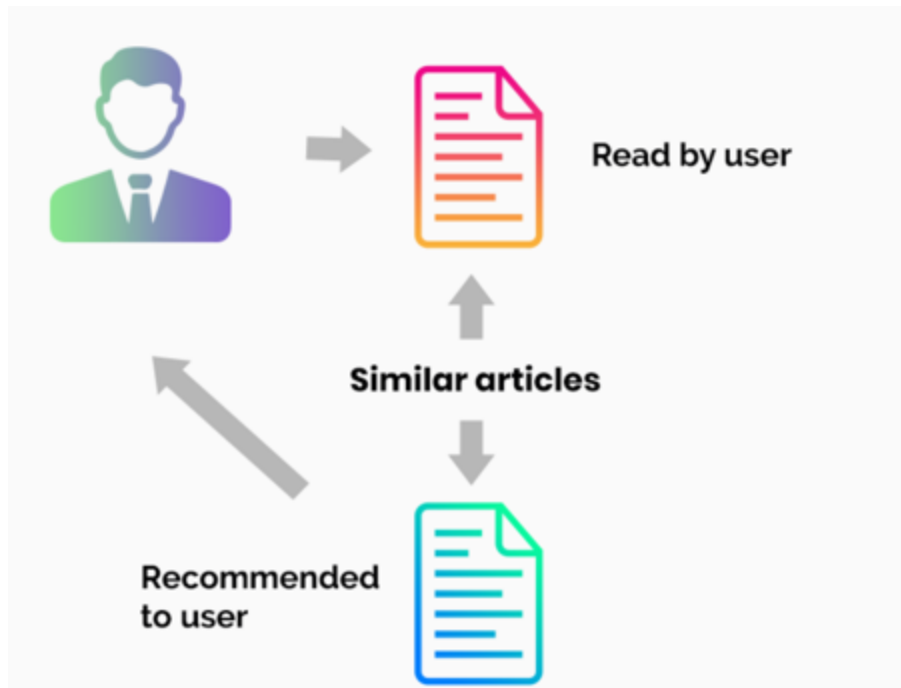 Read by user
Similar articles
Recommended
to user